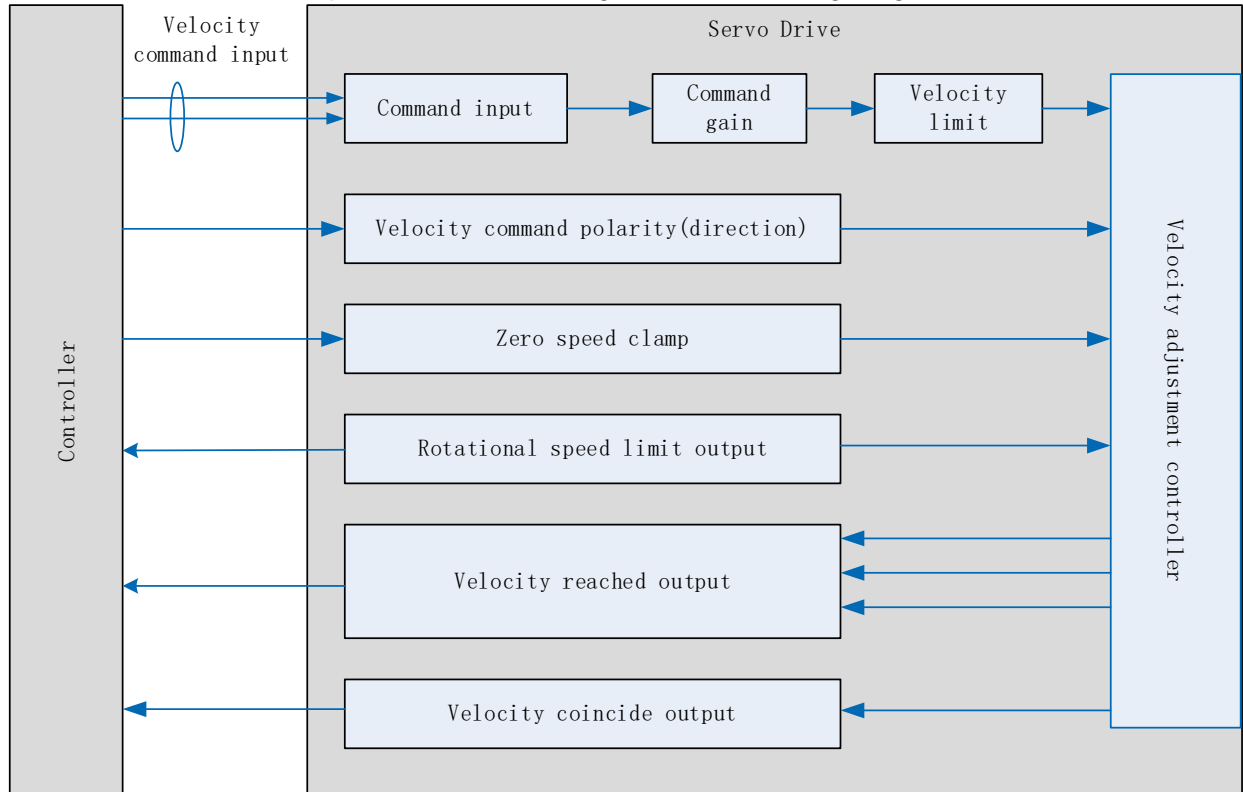 Velocity
command input
Servo Drive
Command input
Command
gain
Velocity
limit
Velocity command polarity(direction)
Zero speed clamp
Rotational speed limit output
Velocity reached output
Velocity coincide output
Controller
Velocity adjustment controller